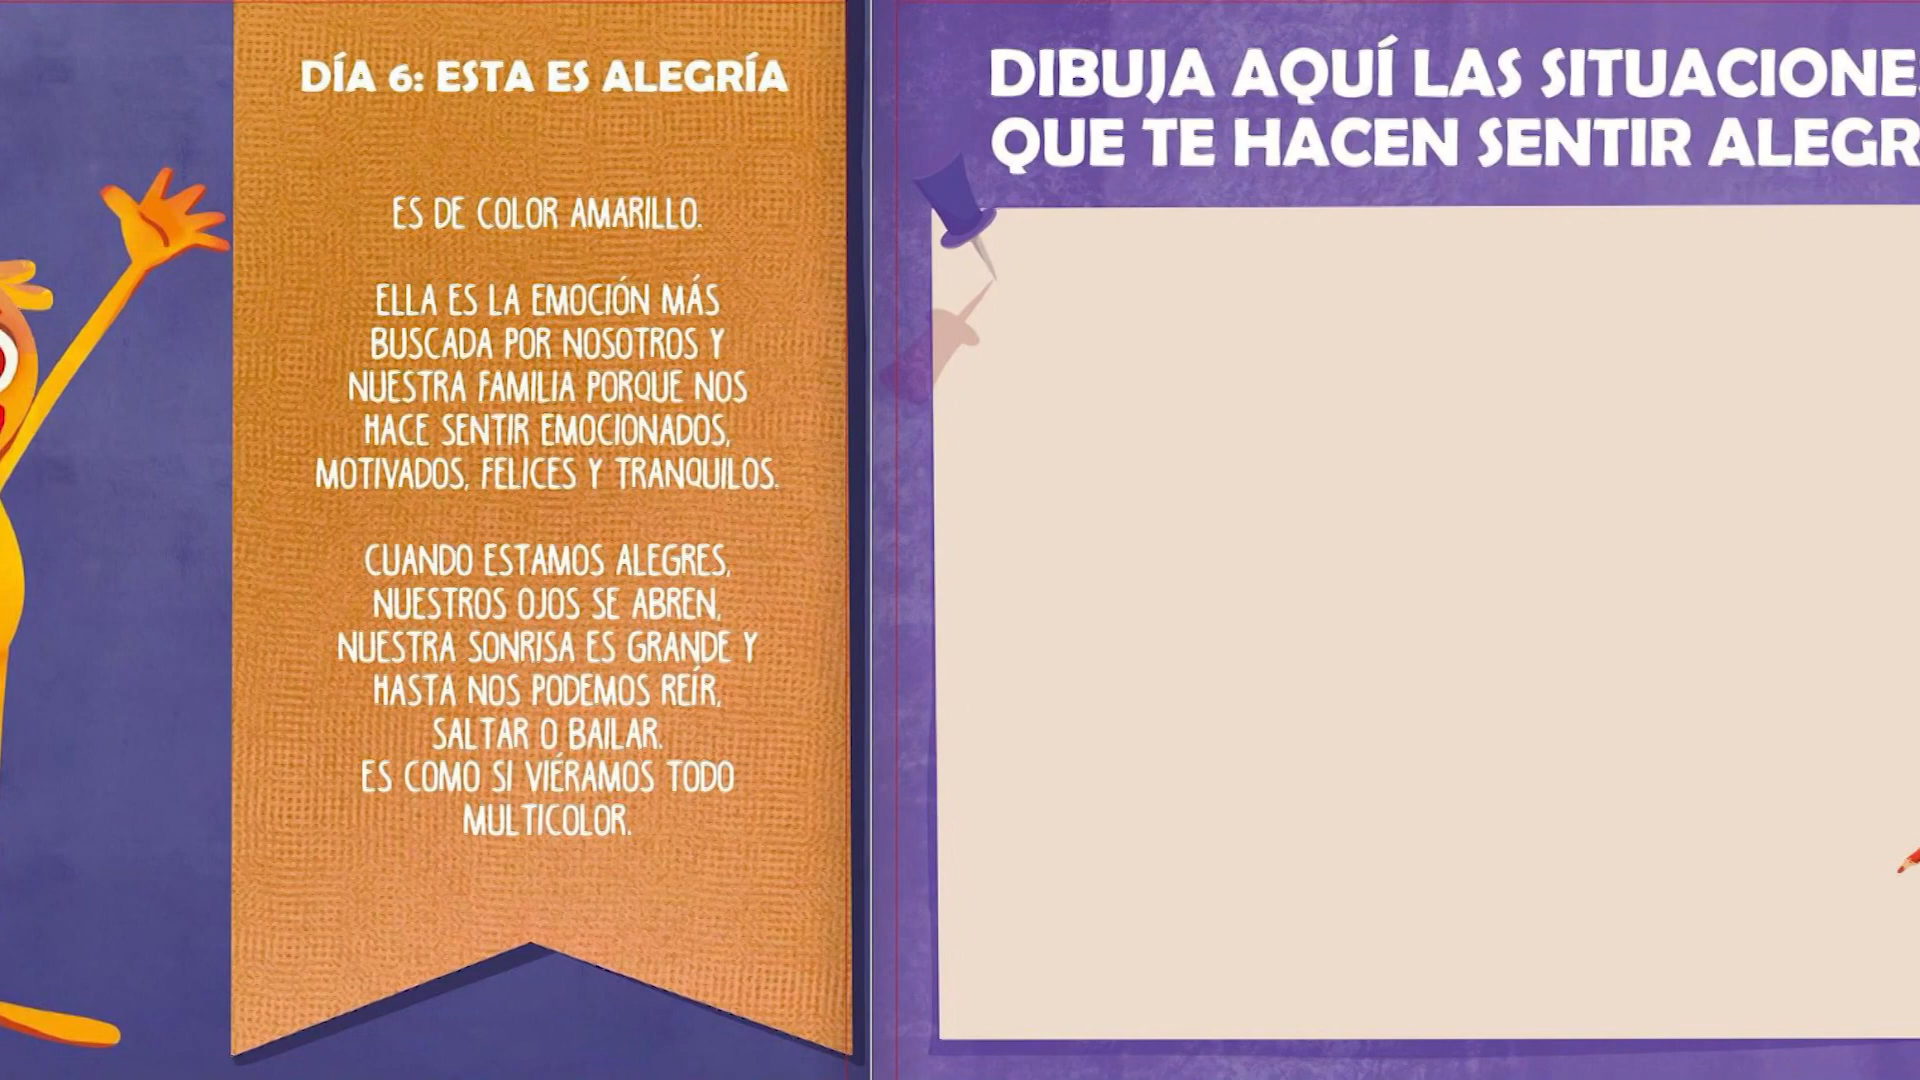 DÍA 6: ESTA ES ALEGRÍA
ES DE COLOR AMARILLO.
ELLA ES LA EMOCIÓN MÁS
BUSCADA POR NOSOTROS Y
NUESTRA FAMILIA PORQUE NOS
HACE SENTIR EMOCIONADOS,
MOTIVADOS, FELICES Y TRANQUILOS.
CUANDO ESTAMOS ALEGRES,
NUESTROS OJOS SE ABREN,
NUESTRA SONRISA ES GRANDE Y
HASTA NOS PODEMOS REÍR,
SALTAR O BAILAR.
ES COMO SI VIÉRAMOS TODO
MULTICOLOR.
DIBUJA AQUÍ LAS SITUACIONES
QUE TE HACEN SENTIR ALEGR